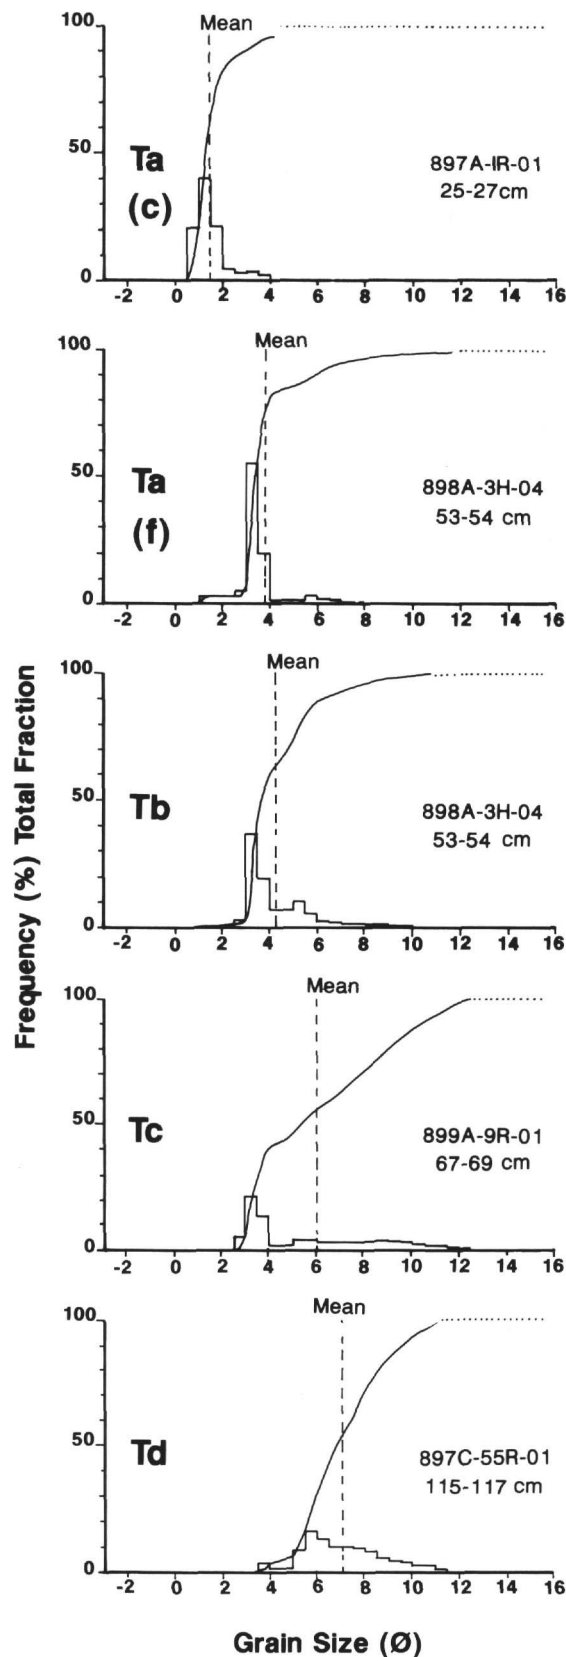 Mean
100
50
0
Ta
(c)
897A-IR-01
25-27cm
-2 0 2 4 6 8 10 12 14 16
Mean
100
50
0
Ta
(f)
898A-3H-04
53-54 cm
-2 0 2 4 6 8 10 12 14 16
Mean
100
50
0
Tb
898A-3H-04
53-54 cm
-2 0 2 4 6 8 10 12 14 16
Mean
100
50
0
Tc
899A-9R-01
67-69 cm
-2 0 2 4 6 8 10 12 14 16
Mean
100
50
0
Td
897C-55R-01
115-117 cm
-2 0 2 4 6 8 10 12 14 16
Frequency (%) Total Fraction
Grain Size (Ø)